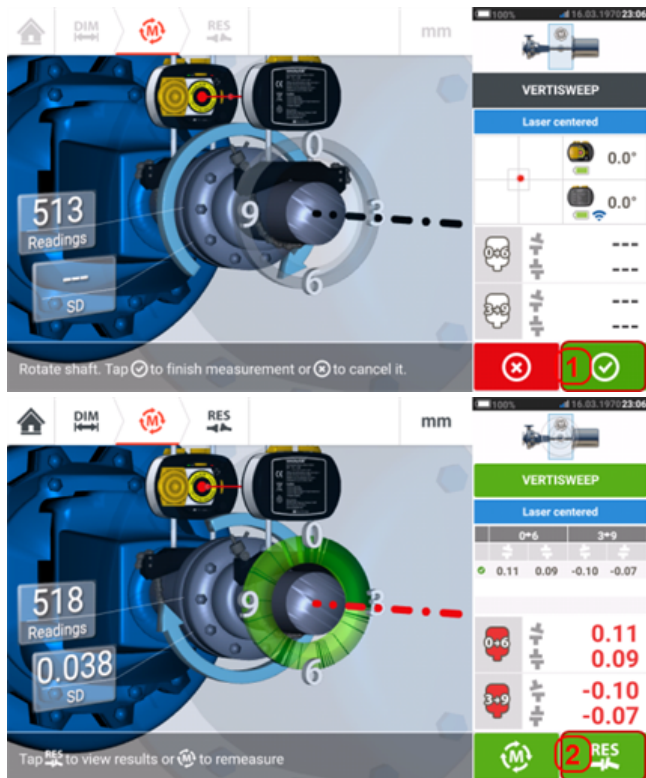 100% 16.03.1970 23:06
DIM M RES mm
VERTISWEEP
Laser centered
0.0°
0.0°
0
9 3
6
513
Readings
---
SD
0+6 ---
---
3+9 ---
---
Rotate shaft. Tap to finish measurement or to cancel it.
1
100% 16.03.1970 23:06
DIM M RES mm
VERTISWEEP
Laser centered
0+6 3+9
0.11 0.09 -0.10 -0.07
0
9 3
6
518
Readings
0.038
SD
0+6 0.11
0.09
3+9 -0.10
-0.07
Tap RES to view results or M to remeasure
M 2 RES